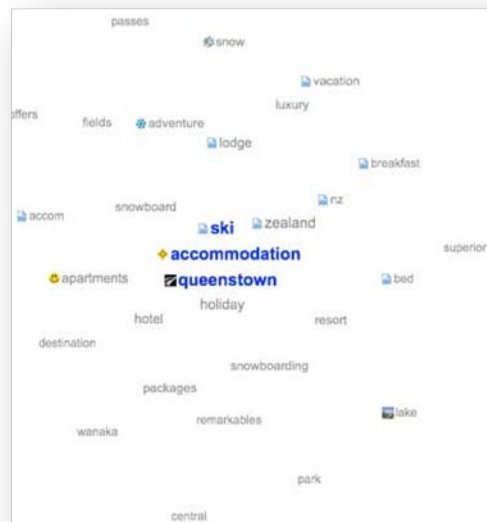 passes
snow
vacation
luxury
ffers
fields adventure
lodge
breakfast
nz
snowboard
accom
ski zealand
superior
accommodation
apartments queenstown bed
holiday
hotel resort
destination
snowboarding
packages
lake
remarkables
wanaka
park
central